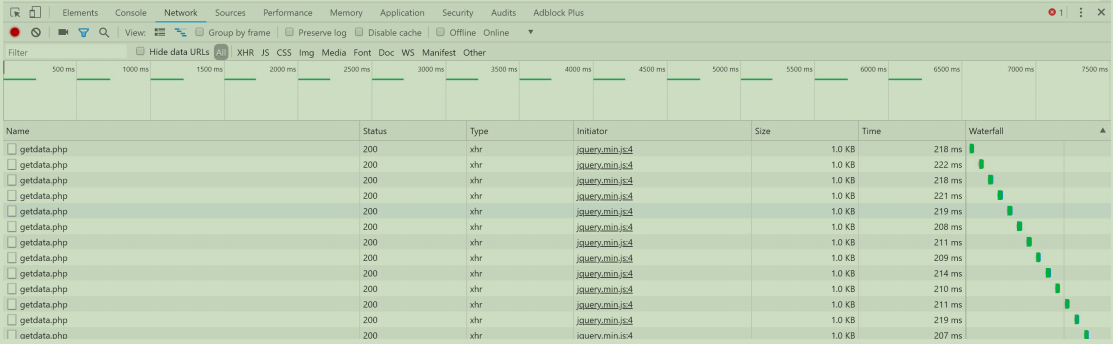 Elements Console Network Sources Performance Memory Application Security Audits Adblock Plus 1
View: Group by frame Preserve log Disable cache Offline Online
Filter Hide data URLs All XHR JS CSS Img Media Font Doc WS Manifest Other
500 ms 1000 ms 1500 ms 2000 ms 2500 ms 3000 ms 3500 ms 4000 ms 4500 ms 5000 ms 5500 ms 6000 ms 6500 ms 7000 ms 7500 ms
Name Status Type Initiator Size Time Waterfall
getdata.php 200 xhr jquery.min.js:4 1.0 KB 218 ms
getdata.php 200 xhr jquery.min.js:4 1.0 KB 222 ms
getdata.php 200 xhr jquery.min.js:4 1.0 KB 218 ms
getdata.php 200 xhr jquery.min.js:4 1.0 KB 221 ms
getdata.php 200 xhr jquery.min.js:4 1.0 KB 219 ms
getdata.php 200 xhr jquery.min.js:4 1.0 KB 208 ms
getdata.php 200 xhr jquery.min.js:4 1.0 KB 211 ms
getdata.php 200 xhr jquery.min.js:4 1.0 KB 209 ms
getdata.php 200 xhr jquery.min.js:4 1.0 KB 214 ms
getdata.php 200 xhr jquery.min.js:4 1.0 KB 210 ms
getdata.php 200 xhr jquery.min.js:4 1.0 KB 211 ms
getdata.php 200 xhr jquery.min.js:4 1.0 KB 219 ms
getdata.php 200 xhr jquery.min.js:4 1.0 KB 207 ms